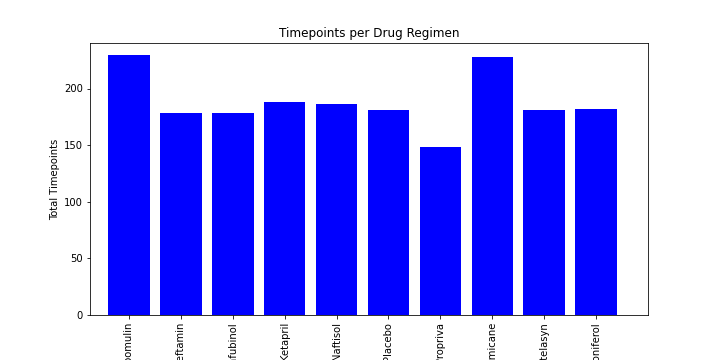 Timepoints per Drug Regimen
Total Timepoints
200
150
100
50
0
omulin
eftamin
fubinol
Ketapril
Naftisol
Placebo
ropriva
micane
telasyn
oniferol